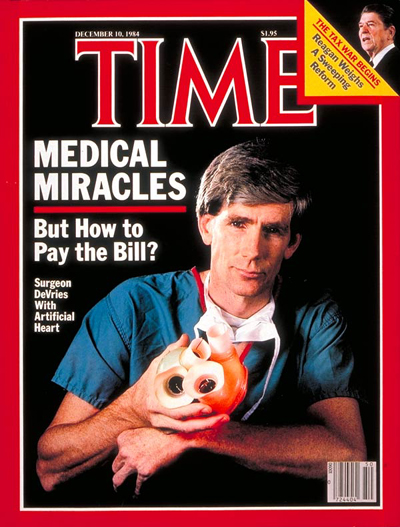 DECEMBER 10, 1984
$1.95
TIME
THE TAX WAR BEGINS
Reagan Weighs
A Sweeping
Reform
MEDICAL
MIRACLES
But How to
Pay the Bill?
Surgeon
DeVries
With
Artificial
Heart
724404